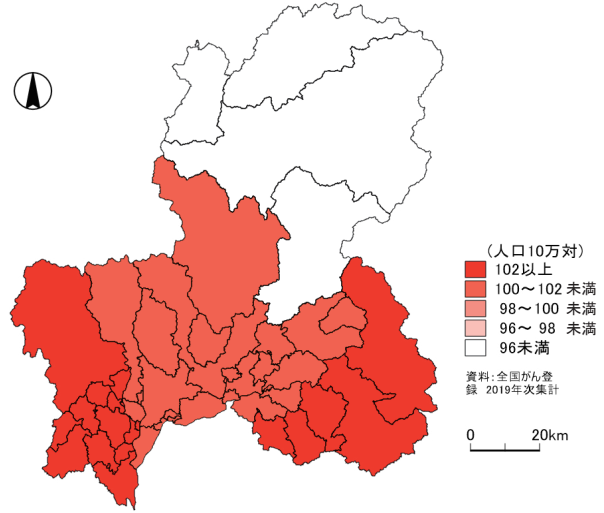 (人口10万対)
102以上
100～102 未満
98～100 未満
96～ 98 未満
96未満
資料；全国がん登
録 2019年次集計
0 20km